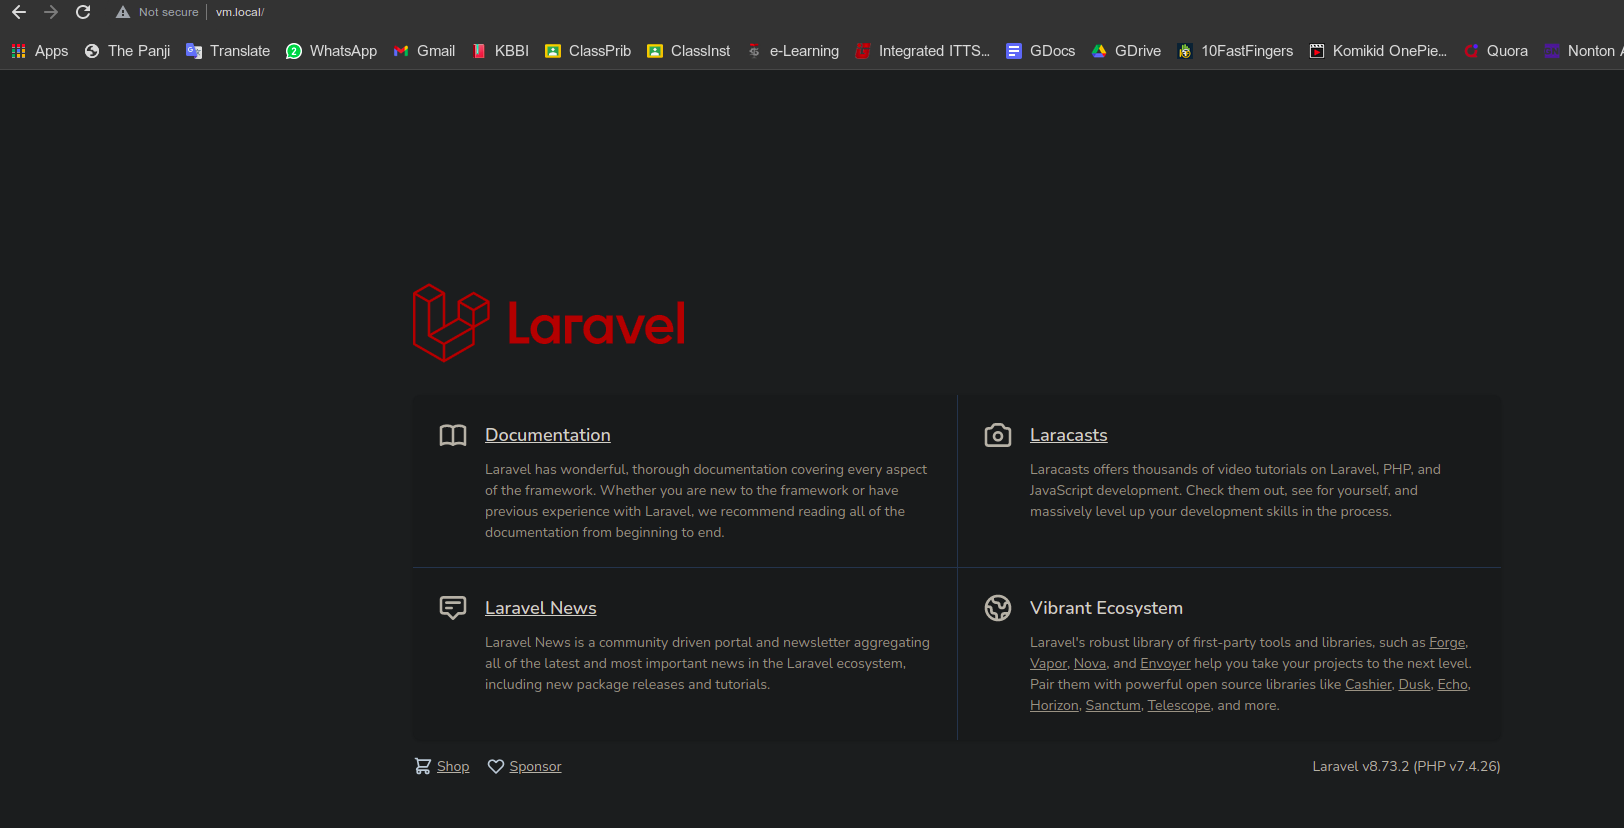 Not secure vm.local/
Apps The Panji Translate WhatsApp Gmail KBBI ClassPrib ClassInst e-Learning Integrated ITTS... GDocs GDrive 10FastFingers Komikid OnePie... Quora Nonton A
Laravel
Documentation
Laravel has wonderful, thorough documentation covering every aspect
of the framework. Whether you are new to the framework or have
previous experience with Laravel, we recommend reading all of the
documentation from beginning to end.
Laracasts
Laracasts offers thousands of video tutorials on Laravel, PHP, and
JavaScript development. Check them out, see for yourself, and
massively level up your development skills in the process.
Laravel News
Laravel News is a community driven portal and newsletter aggregating
all of the latest and most important news in the Laravel ecosystem,
including new package releases and tutorials.
Vibrant Ecosystem
Laravel's robust library of first-party tools and libraries, such as Forge,
Vapor, Nova, and Envoyer help you take your projects to the next level.
Pair them with powerful open source libraries like Cashier, Dusk, Echo,
Horizon, Sanctum, Telescope, and more.
Shop Sponsor
Laravel v8.73.2 (PHP v7.4.26)